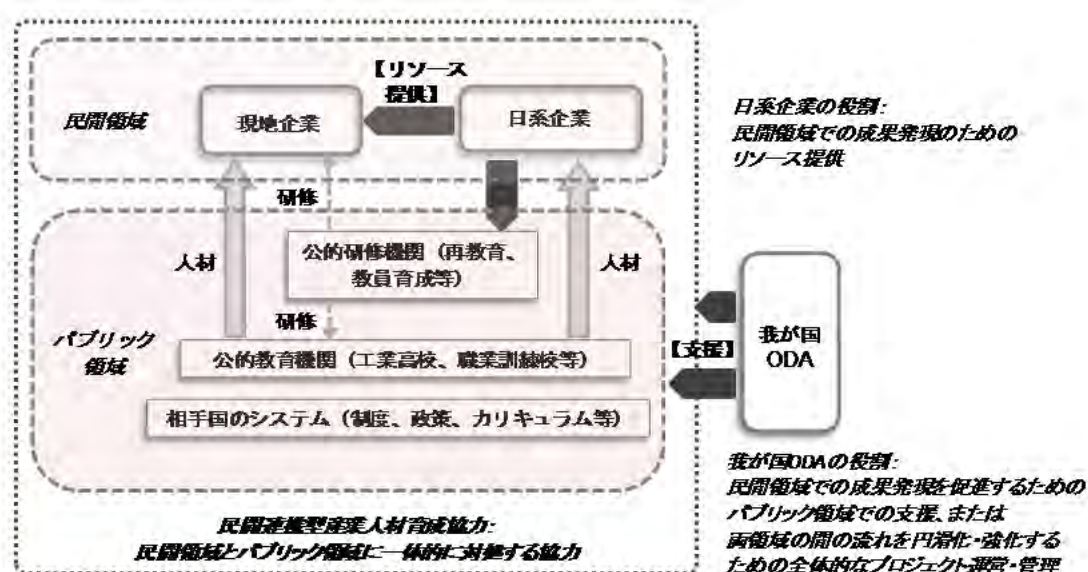 【リソース
提供】
民間領域
現地企業
日系企業
研修
人材
公的研修機関（再教育、
教員育成等）
人材
研修
パブリック
領域
公的教育機関（工業高校、職業訓練校等）
相手国のシステム（制度、政策、カリキュラム等）
民間連携型産業人材育成協力:
民間領域とパブリック領域に一体的に対処する協力
日系企業の役割:
民間領域での成果発現のための
リソース提供
【支援】
我が国
ODA
我が国ODAの役割:
民間領域での成果発現を促進するための
パブリック領域での支援、または
両領域の間の流れを円滑化・強化する
ための全体的なプロジェクト運営・管理